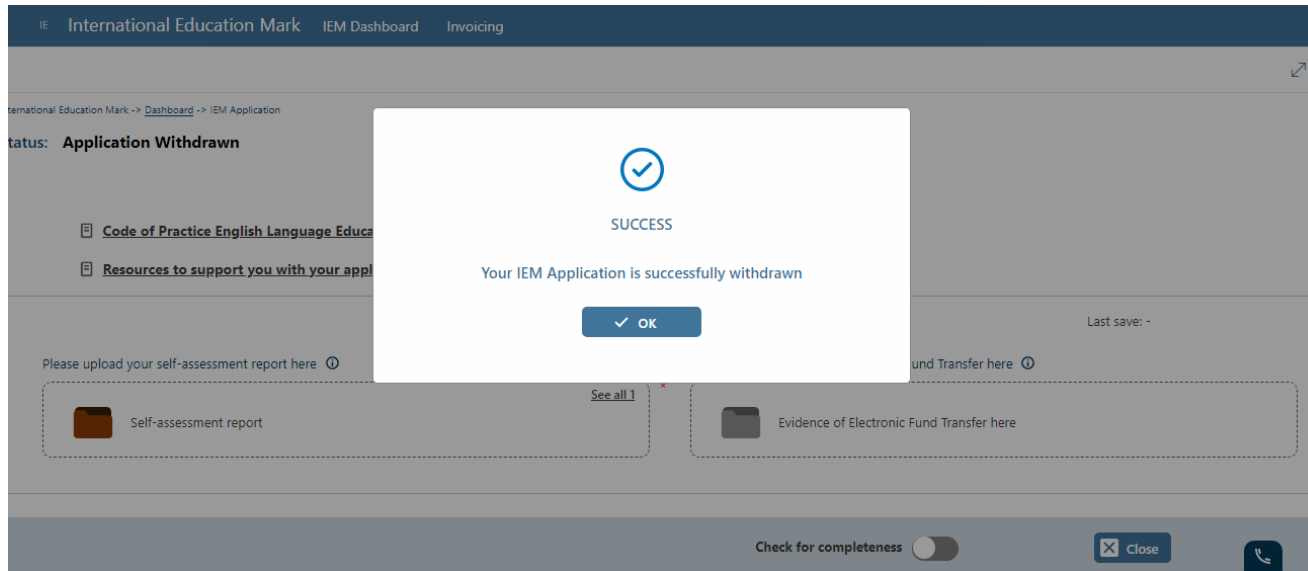 IE International Education Mark IEM Dashboard Invoicing
ternational Education Mark -> Dashboard -> IEM Application
tatus: Application Withdrawn
Code of Practice English Language Educa
Resources to support you with your appl
SUCCESS
Your IEM Application is successfully withdrawn
OK
Last save: -
Please upload your self-assessment report here
und Transfer here
See all 1
*
Self-assessment report
Evidence of Electronic Fund Transfer here
Check for completeness
Close